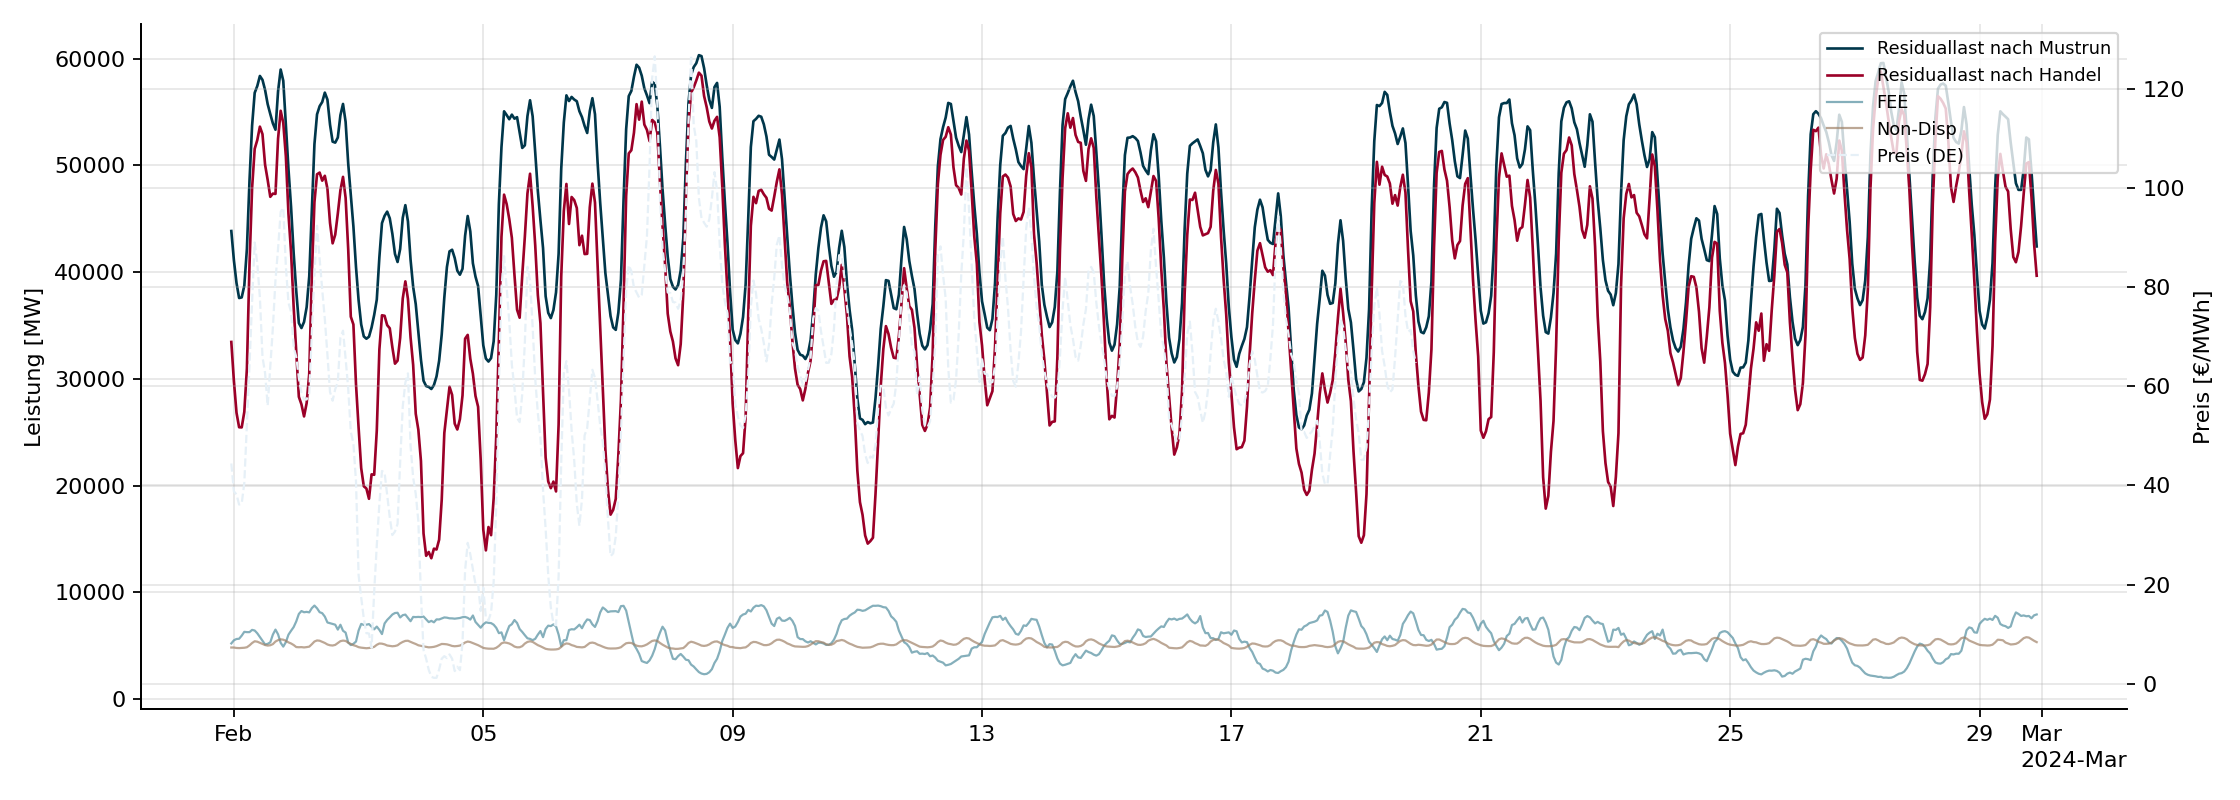 Residuallast nach Mustrun
Residuallast nach Handel
FEE
Non-Disp
Preis (DE)
Leistung [MW]
60000
50000
40000
30000
20000
10000
0
Preis [€/MWh]
120
100
80
60
40
20
0
Feb
05
09
13
17
21
25
29
Mar
2024-Mar